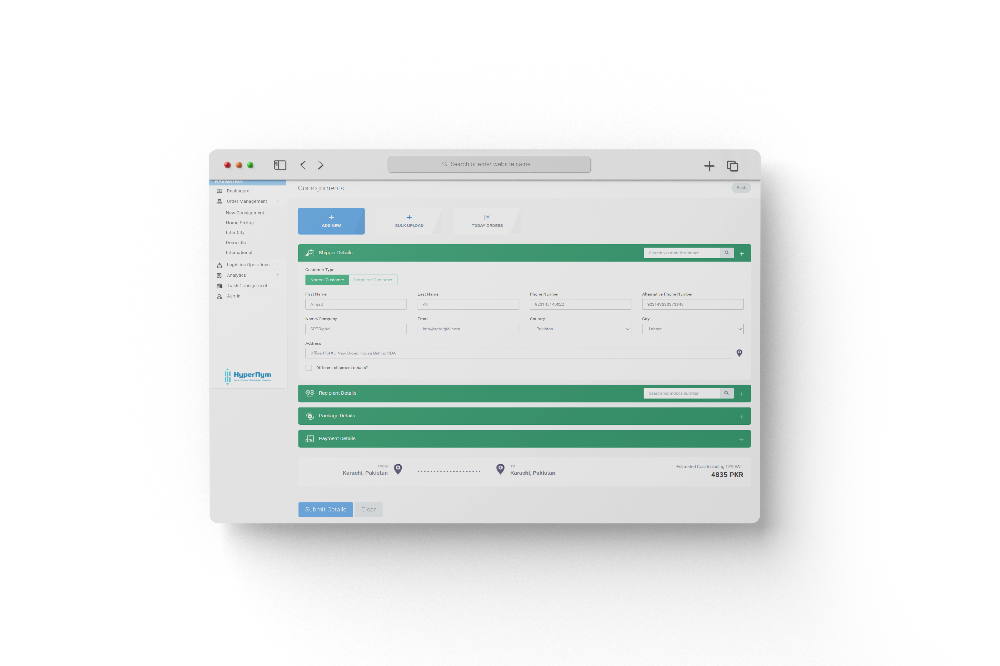 Search or enter website name
NAVIGATION
Dashboard
Order Management +
New Consignment
Home Pickup
Inter City
Domestic
International
Logistics Operations +
Analytics +
Track Consignment
Admin
HyperNym
Human Centered | Technology | Operations
Consignments
Back
ADD NEW
BULK UPLOAD
TODAY ORDERS
Shipper Details
Search via mobile number
Customer Type
Normal Customer
Corporate Customer
First Name
Last Name
Phone Number
Alternative Phone Number
Amjad
Ali
923145140022
923143333373346
Name/Company
Email
Country
City
SPTDigital
info@sptdigial.com
Pakistan
Lahore
Address
Office Plot#5, New Broad House Behind KDA
Different shipment details?
Recipient Details
Search via mobile number
Package Details
Payment Details
FROM
Karachi, Pakistan
TO
Karachi, Pakistan
Esitmated Cost including 17% VAT:
4835 PKR
Submit Details
Clear